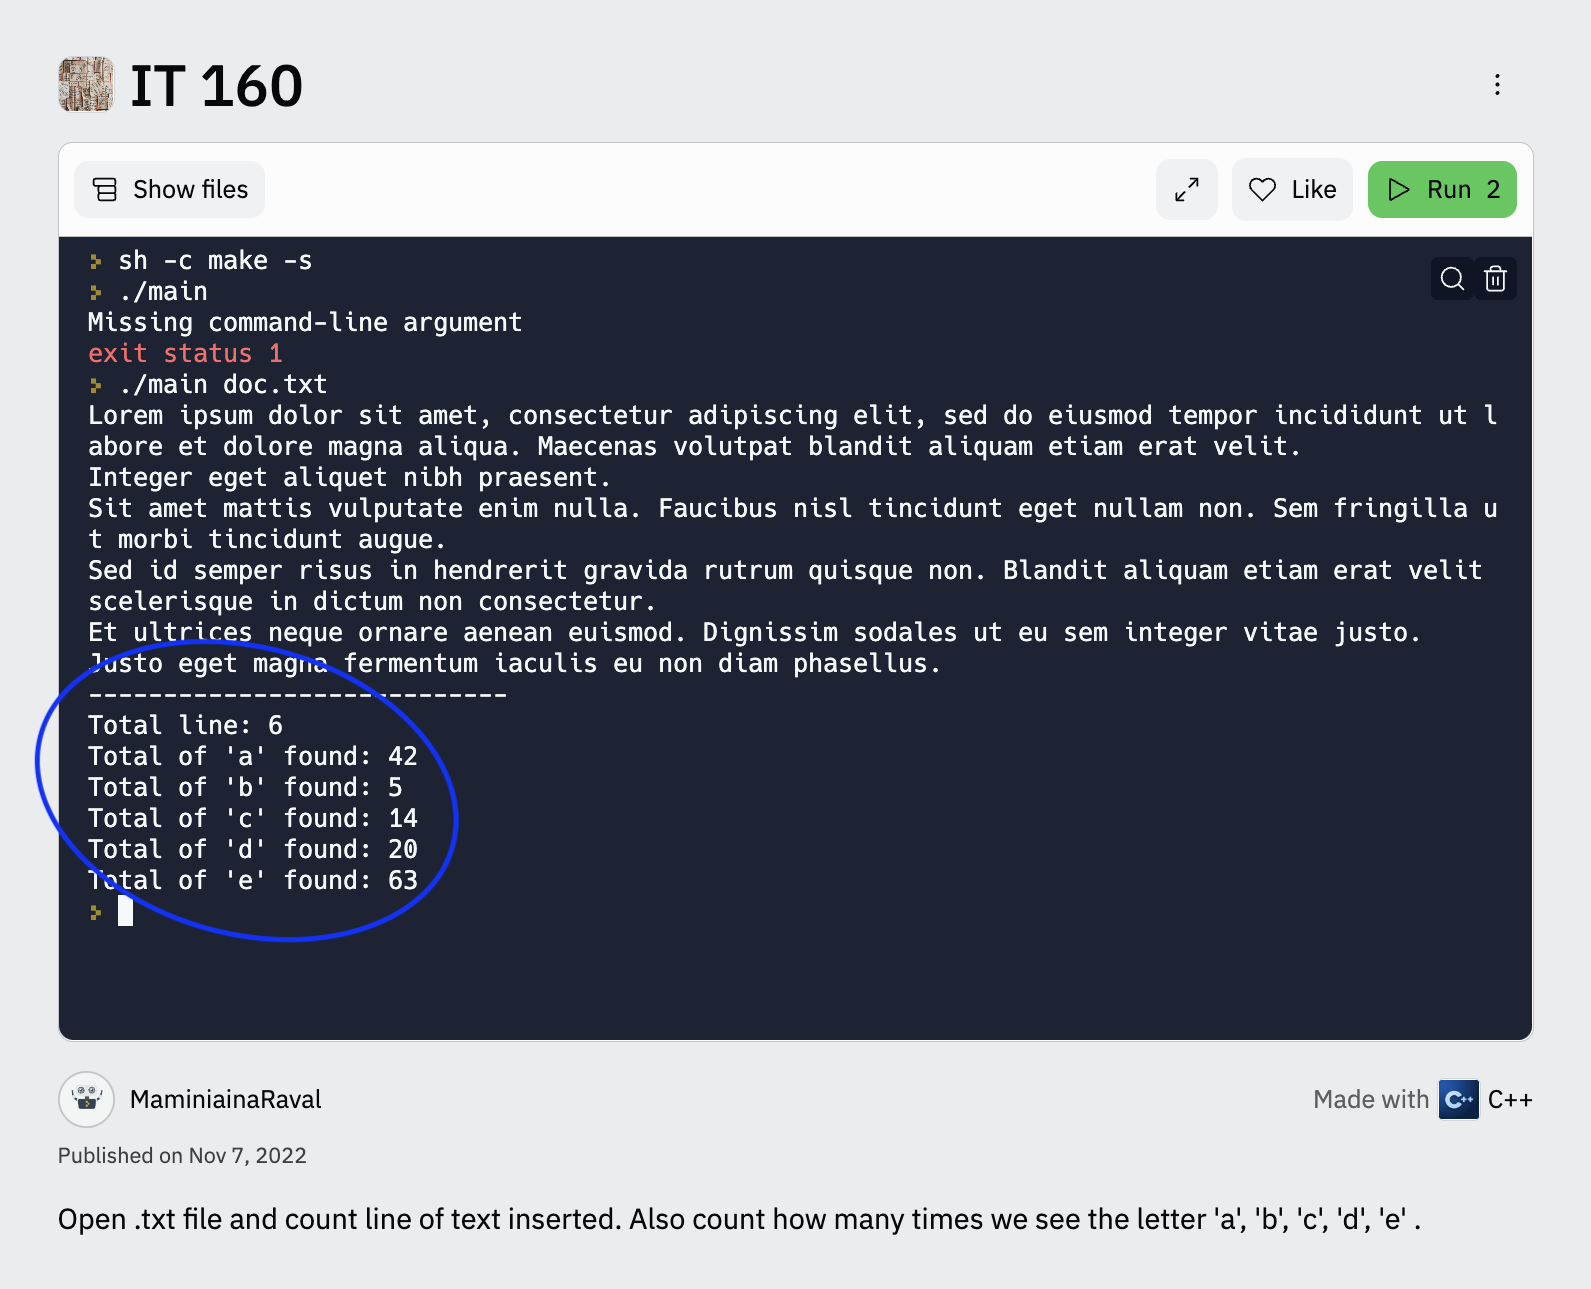 IT 160
Show files
Like
Run 2
sh -c make -s
./main
Missing command-line argument
exit status 1
./main doc.txt
Lorem ipsum dolor sit amet, consectetur adipiscing elit, sed do eiusmod tempor incididunt ut l
abore et dolore magna aliqua. Maecenas volutpat blandit aliquam etiam erat velit.
Integer eget aliquet nibh praesent.
Sit amet mattis vulputate enim nulla. Faucibus nisl tincidunt eget nullam non. Sem fringilla u
t morbi tincidunt augue.
Sed id semper risus in hendrerit gravida rutrum quisque non. Blandit aliquam etiam erat velit
scelerisque in dictum non consectetur.
Et ultrices neque ornare aenean euismod. Dignissim sodales ut eu sem integer vitae justo.
Justo eget magna fermentum iaculis eu non diam phasellus.
----------------------------
Total line: 6
Total of 'a' found: 42
Total of 'b' found: 5
Total of 'c' found: 14
Total of 'd' found: 20
Total of 'e' found: 63
MaminiainaRaval
Made with C++ C++
Published on Nov 7, 2022
Open .txt file and count line of text inserted. Also count how many times we see the letter 'a', 'b', 'c', 'd', 'e' .